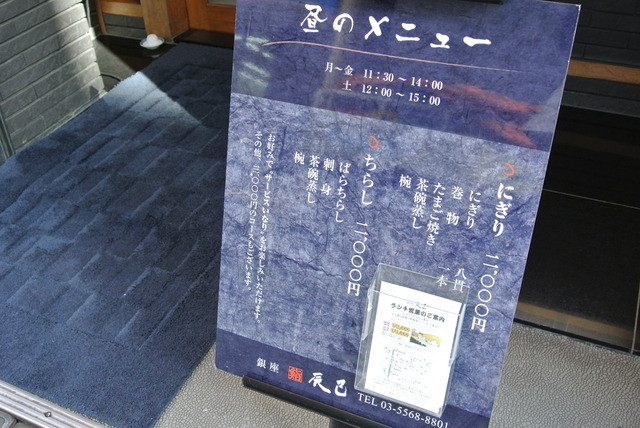 昼のメニュー
月～金 11：30～14：00
土 12：00～15：00
にぎり 二、〇〇〇円
にぎり 八貫
巻物 本
たまご焼き
茶碗蒸し
椀
ちらし 二、〇〇〇円
ばらちらし
刺身
茶碗蒸し
椀
お好みで“サービスいなり”をお楽しみいただけます。
その他、三、〇〇〇円のコースもございます。
ランチ営業のご案内
銀座
鮨
辰巳
TEL 03-5568-8801